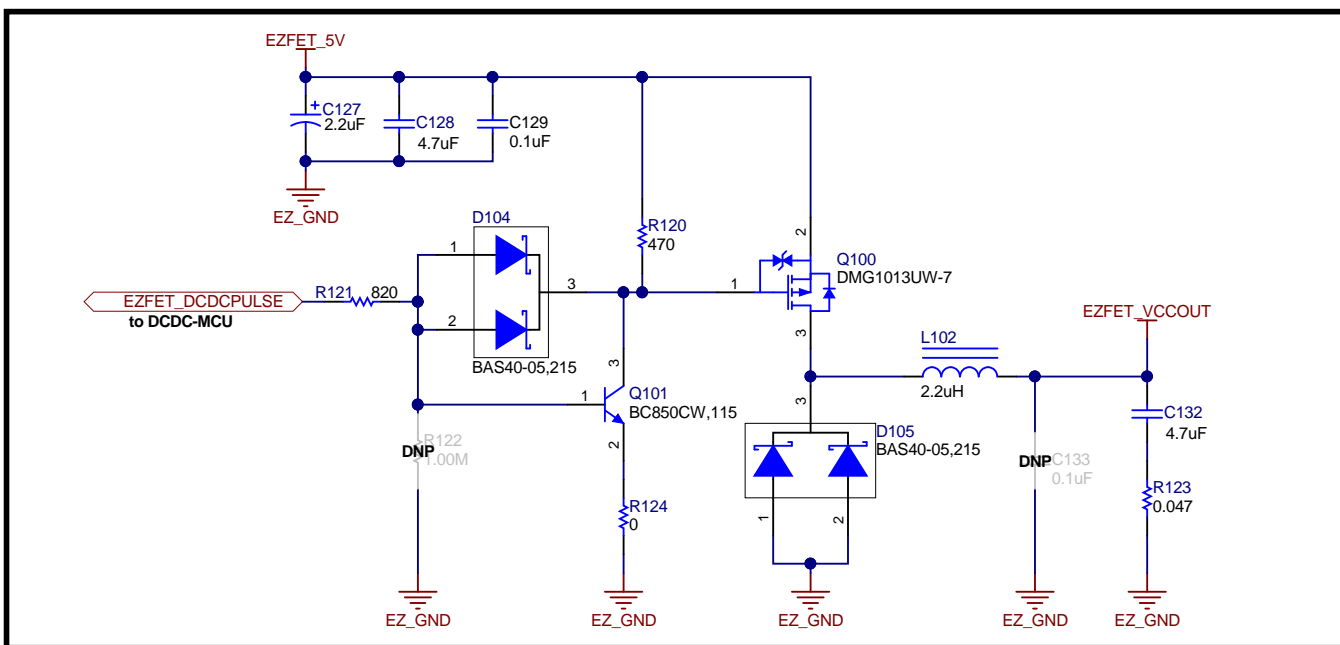 EZFET_5V
C127
2.2uF
C128
4.7uF
C129
0.1uF
EZ_GND
D104
1
2
3
BAS40-05,215
R120
470
2
Q100
DMG1013UW-7
1
3
EZFET_DCDCPULSE
to DCDC-MCU
R121
820
3
1
Q101
BC850CW,115
2
R124
0
DNP
R122
1.00M
EZFET_VCCOUT
L102
2.2uH
3
D105
BAS40-05,215
1
2
DNP
C133
0.1uF
C132
4.7uF
R123
0.047
EZ_GND
EZ_GND
EZ_GND
EZ_GND
EZ_GND